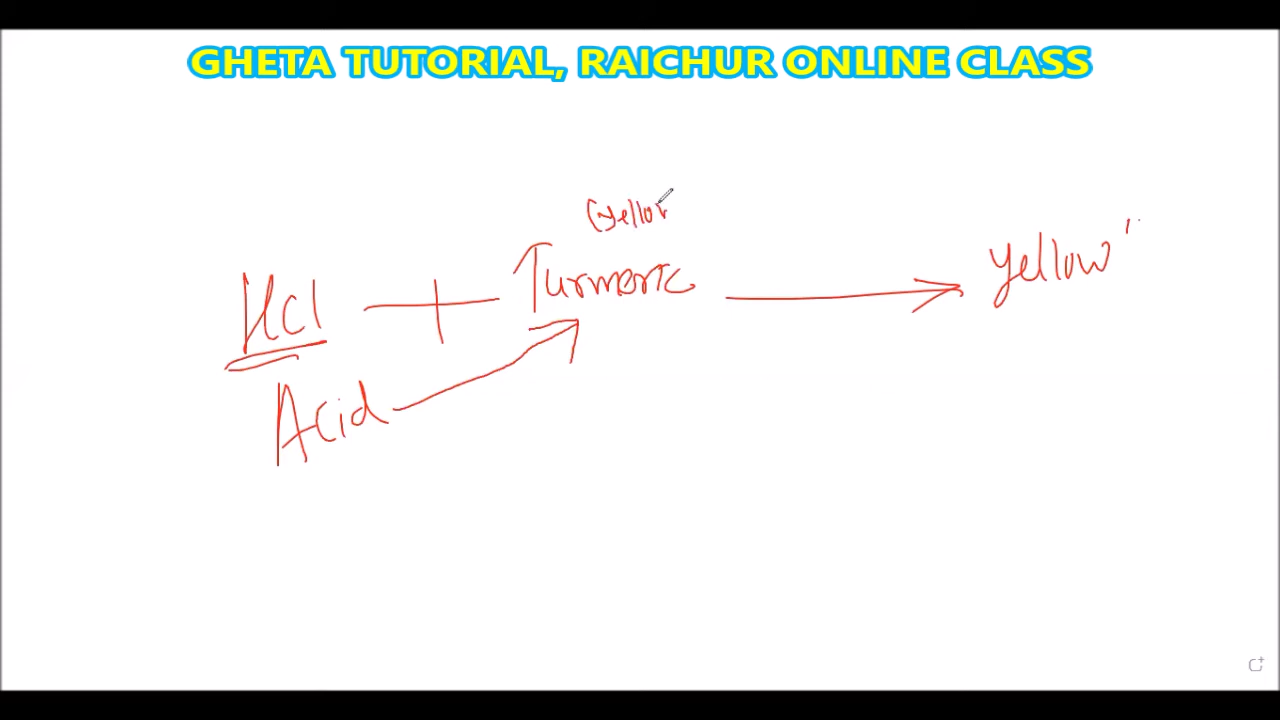 GHETA TUTORIAL, RAICHUR ONLINE CLASS
(yellow
HCl + Turmeric → yellow
Acid